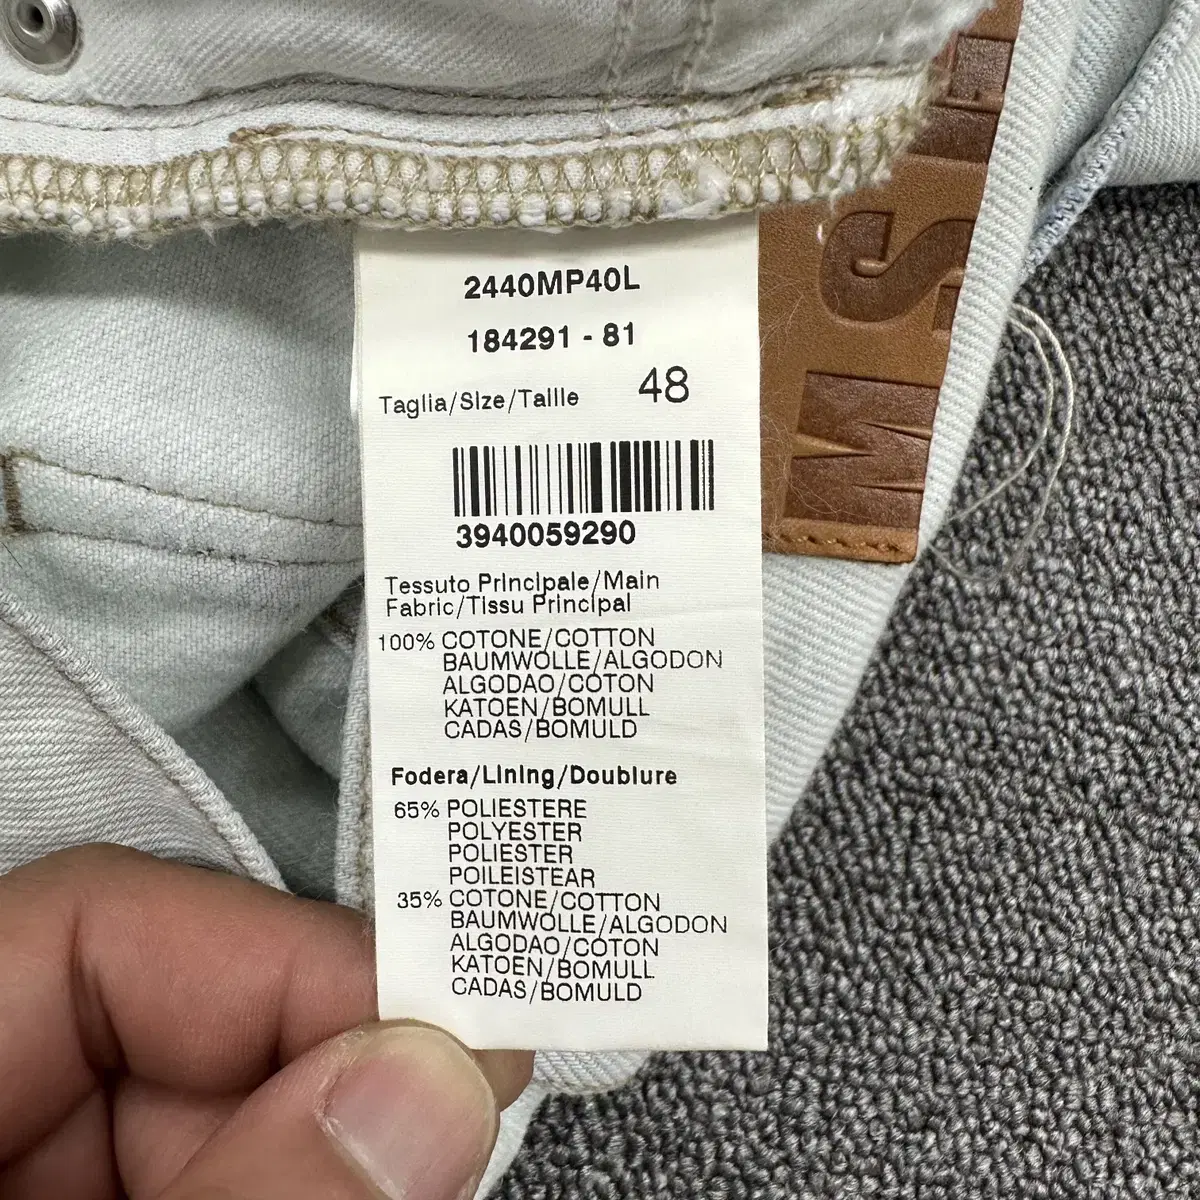 2440MP40L
184291 - 81
Taglia/Size/Taille 48
3940059290
Tessuto Principale/Main
Fabric/Tissu Principal
100% COTONE/COTTON
BAUMWOLLE/ALGODON
ALGODAO/COTON
KATOEN/BOMULL
CADAS/BOMULD
Fodera/Lining/Doublure
65% POLIESTERE
POLYESTER
POLIESTER
POILEISTEAR
35% COTONE/COTTON
BAUMWOLLE/ALGODON
ALGODAO/COTON
KATOEN/BOMULL
CADAS/BOMULD
MS